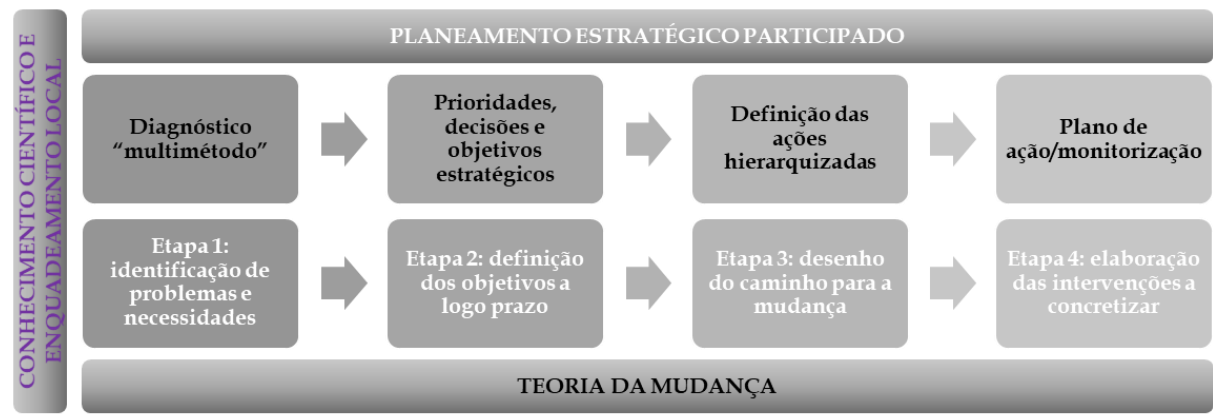 CONHECIMENTO CIENTÍFICO E
ENQUADEAMENTO LOCAL
PLANEAMENTO ESTRATÉGICO PARTICIPADO
Diagnóstico
“multimétodo”
Prioridades,
decisões e
objetivos
estratégicos
Definição das
ações
hierarquizadas
Plano de
ação/monitorização
Etapa 1:
identificação de
problemas e
necessidades
Etapa 2: definição
dos objetivos a
logo prazo
Etapa 3: desenho
do caminho para a
mudança
Etapa 4: elaboração
das intervenções a
concretizar
TEORIA DA MUDANÇA